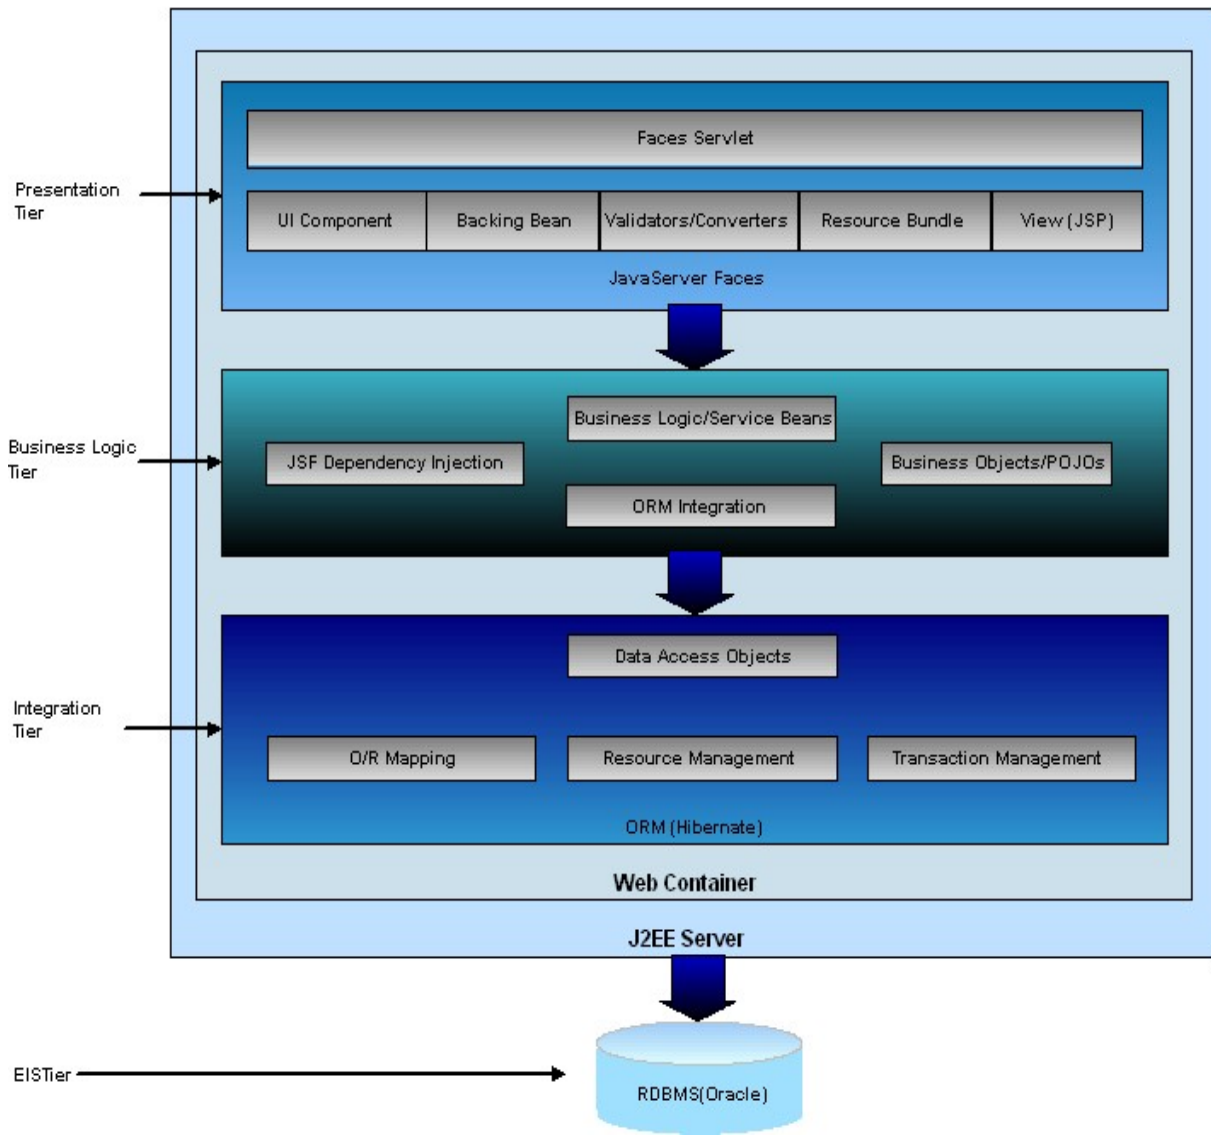 Faces Servlet
Presentation
Tier
UI Component
Backing Bean
Validators/Converters
Resource Bundle
View (JSP)
JavaServer Faces
Business Logic
Tier
Business Logic/Service Beans
JSF Dependency Injection
Business Objects/POJOs
ORM Integration
Integration
Tier
Data Access Objects
O/R Mapping
Resource Management
Transaction Management
ORM (Hibernate)
Web Container
J2EE Server
EISTier
RDBMS(Oracle)